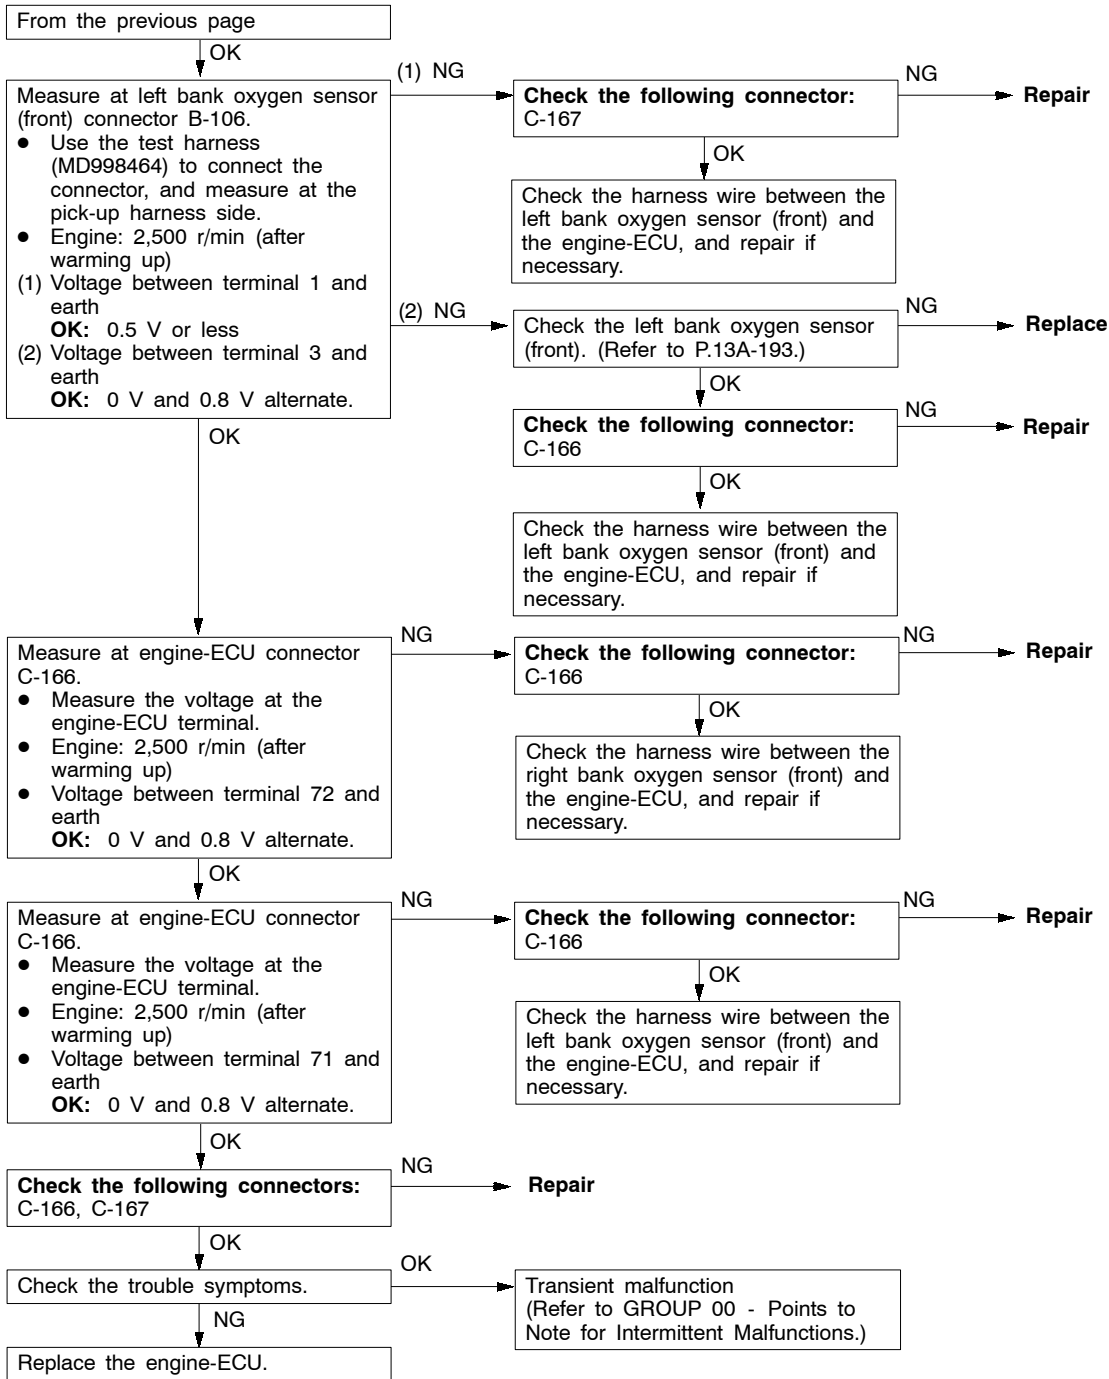 From the previous page
OK
Measure at left bank oxygen sensor
(front) connector B-106.
● Use the test harness
(MD998464) to connect the
connector, and measure at the
pick-up harness side.
● Engine: 2,500 r/min (after
warming up)
(1) Voltage between terminal 1 and
earth
OK: 0.5 V or less
(2) Voltage between terminal 3 and
earth
OK: 0 V and 0.8 V alternate.
(1) NG
Check the following connector:
C-167
NG
Repair
OK
Check the harness wire between the
left bank oxygen sensor (front) and
the engine-ECU, and repair if
necessary.
(2) NG
Check the left bank oxygen sensor
(front). (Refer to P.13A-193.)
NG
Replace
OK
Check the following connector:
C-166
NG
Repair
OK
Check the harness wire between the
left bank oxygen sensor (front) and
the engine-ECU, and repair if
necessary.
OK
Measure at engine-ECU connector
C-166.
● Measure the voltage at the
engine-ECU terminal.
● Engine: 2,500 r/min (after
warming up)
● Voltage between terminal 72 and
earth
OK: 0 V and 0.8 V alternate.
NG
Check the following connector:
C-166
NG
Repair
OK
Check the harness wire between the
right bank oxygen sensor (front) and
the engine-ECU, and repair if
necessary.
OK
Measure at engine-ECU connector
C-166.
● Measure the voltage at the
engine-ECU terminal.
● Engine: 2,500 r/min (after
warming up)
● Voltage between terminal 71 and
earth
OK: 0 V and 0.8 V alternate.
NG
Check the following connector:
C-166
NG
Repair
OK
Check the harness wire between the
left bank oxygen sensor (front) and
the engine-ECU, and repair if
necessary.
OK
Check the following connectors:
C-166, C-167
NG
Repair
OK
Check the trouble symptoms.
OK
Transient malfunction
(Refer to GROUP 00 - Points to
Note for Intermittent Malfunctions.)
NG
Replace the engine-ECU.